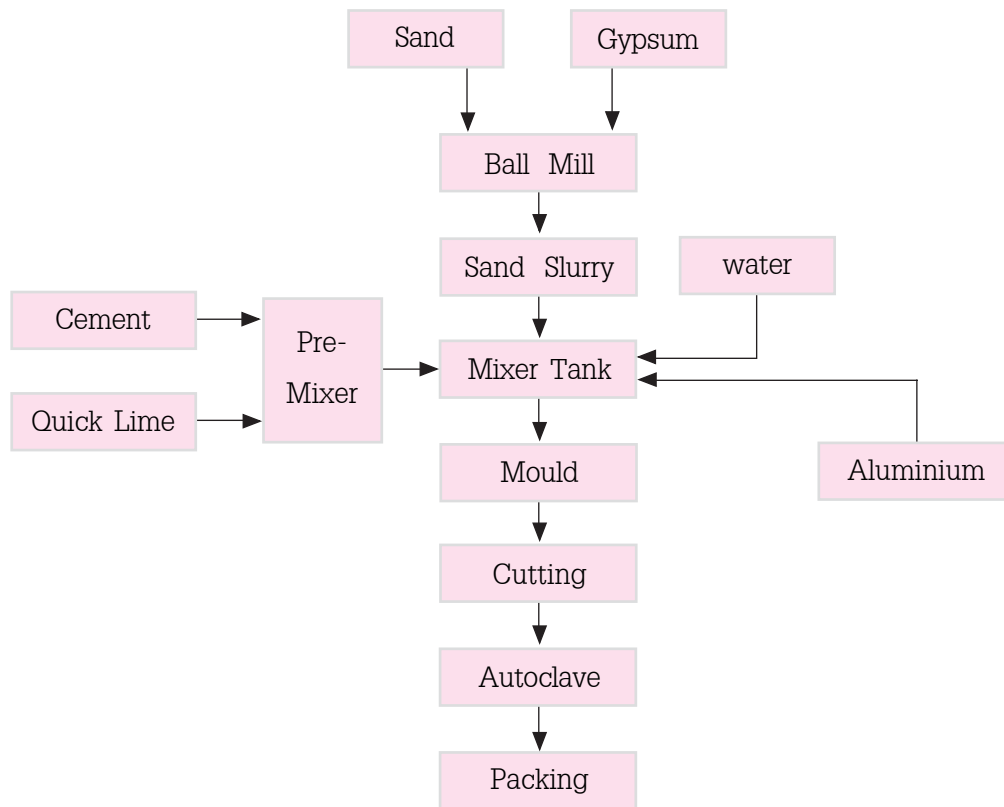 Sand
Gypsum
Ball Mill
Sand Slurry
water
Cement
Pre-
Mixer
Mixer Tank
Quick Lime
Mould
Aluminium
Cutting
Autoclave
Packing